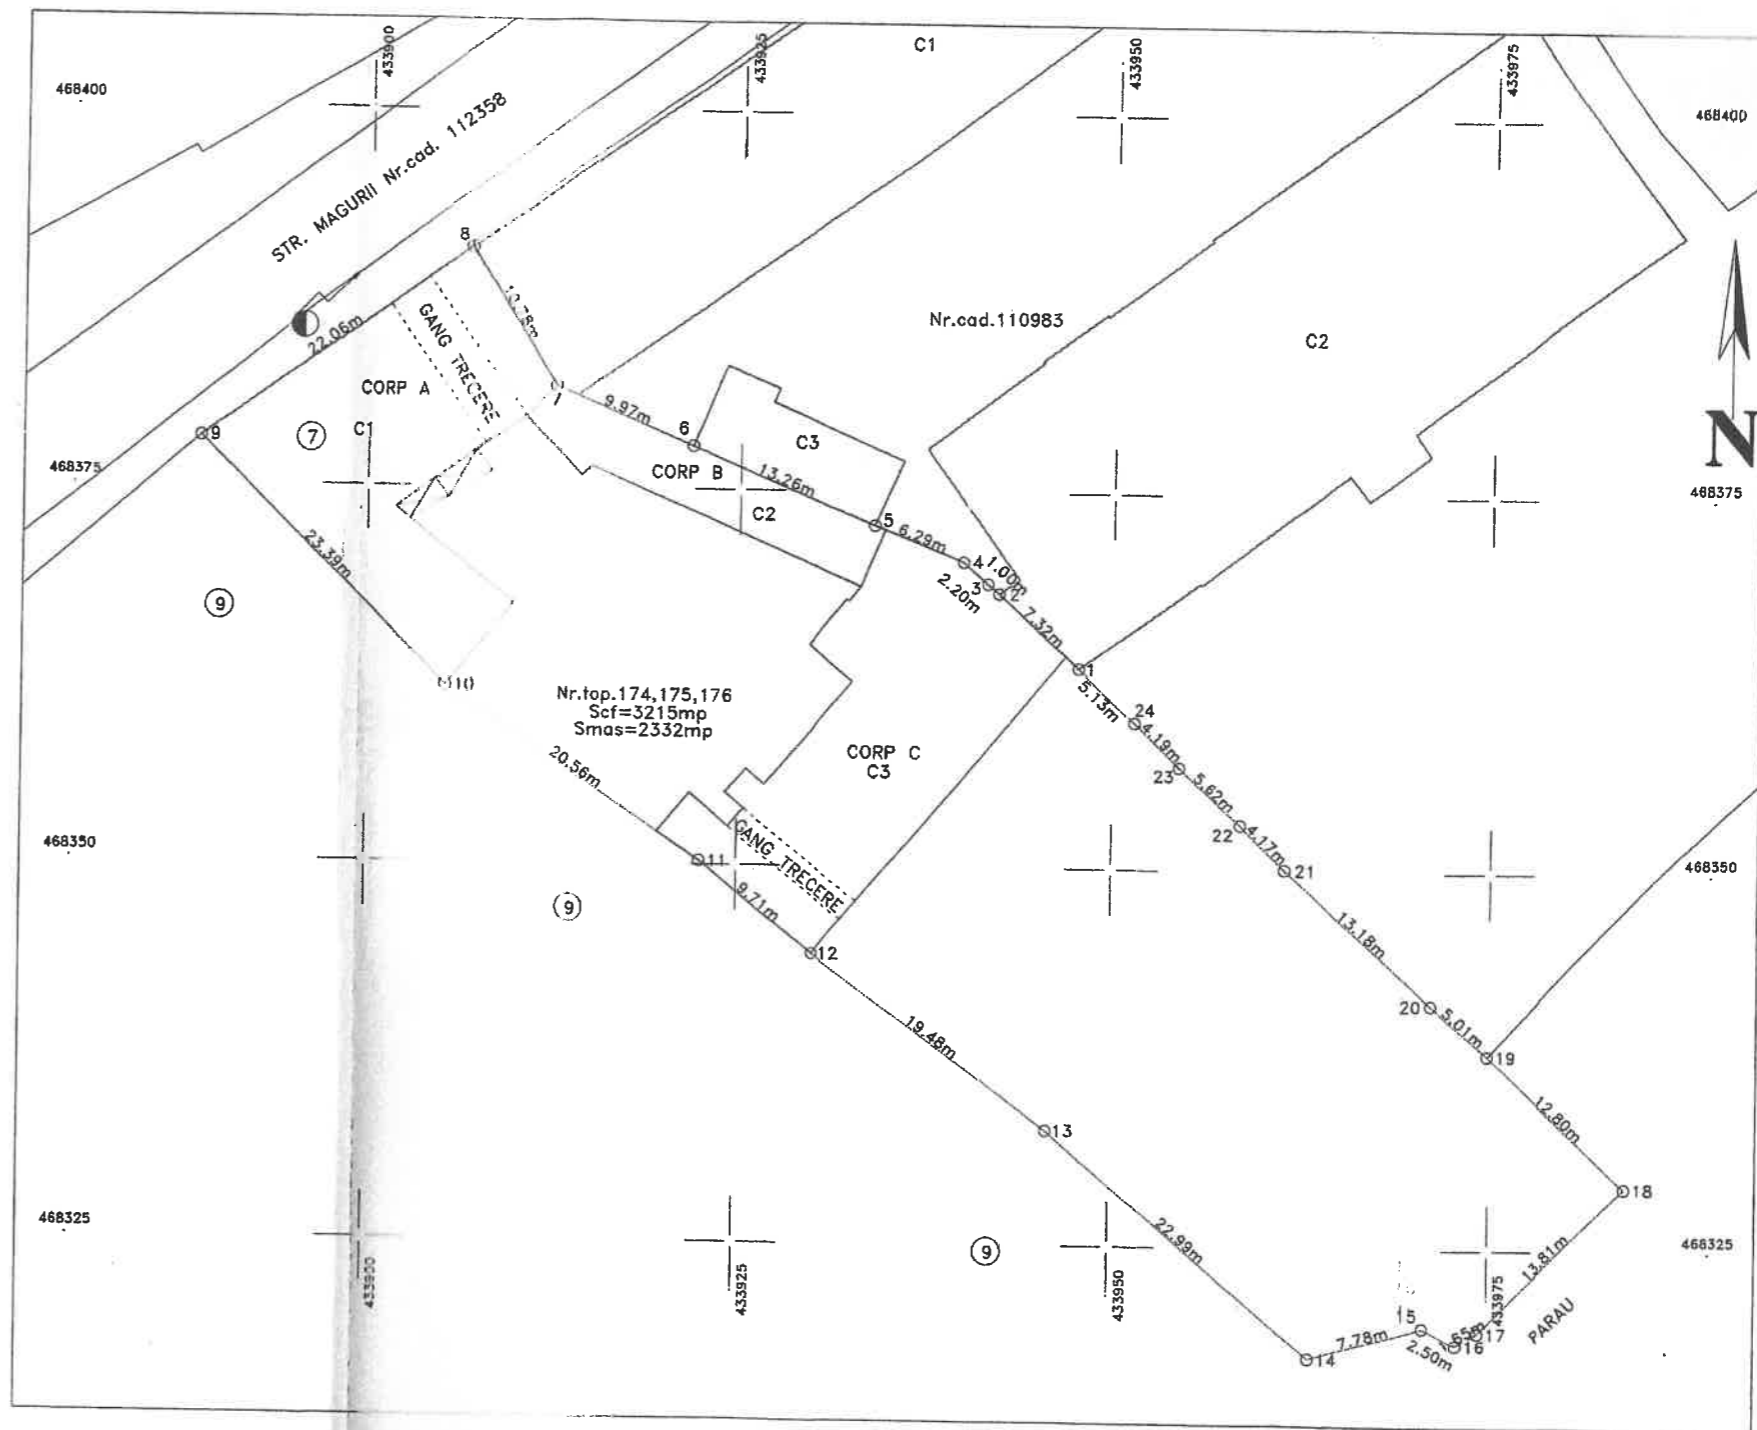 433900
433925
C1
433950
433975
468400
468400
STR. MAGURII Nr.cad. 112358
8
22.06m
GANG TRECERE
CORP A
Nr.cad.110983
C2
N
9
7
C1
7
9.97m
6
C3
CORP B
13.26m
C2
468375
468375
5
6.29m
4
1.00m
3
2
2.20m
7.32m
23.39m
9
1
5.13m
10
Nr.top.174,175,176
Scf=3215mp
Smas=2332mp
24
4.19m
23
5.62m
CORP C
C3
20.56m
22
4.17m
21
468350
468350
GANG TRECERE
11
9.71m
9
12
13.18m
20
5.01m
19
19.48m
12.80m
13
18
468325
468325
22.99m
9
13.81m
433900
433925
433950
433975
PARAU
15
7.78m
14
2.50m
16
17